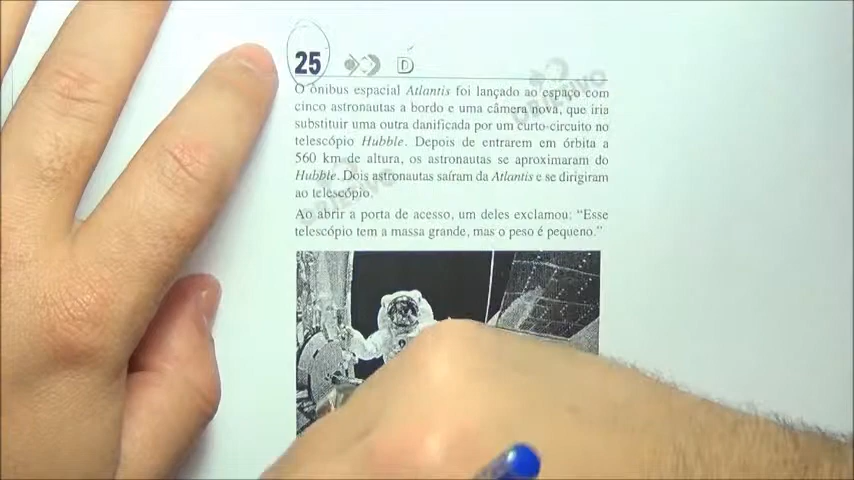 25 D
O ônibus espacial Atlantis foi lançado ao espaço com
cinco astronautas a bordo e uma câmera nova, que iria
substituir uma outra danificada por um curto-circuito no
telescópio Hubble. Depois de entrarem em órbita a
560 km de altura, os astronautas se aproximaram do
Hubble. Dois astronautas saíram da Atlantis e se dirigiram
ao telescópio.
Ao abrir a porta de acesso, um deles exclamou: “Esse
telescópio tem a massa grande, mas o peso é pequeno.”